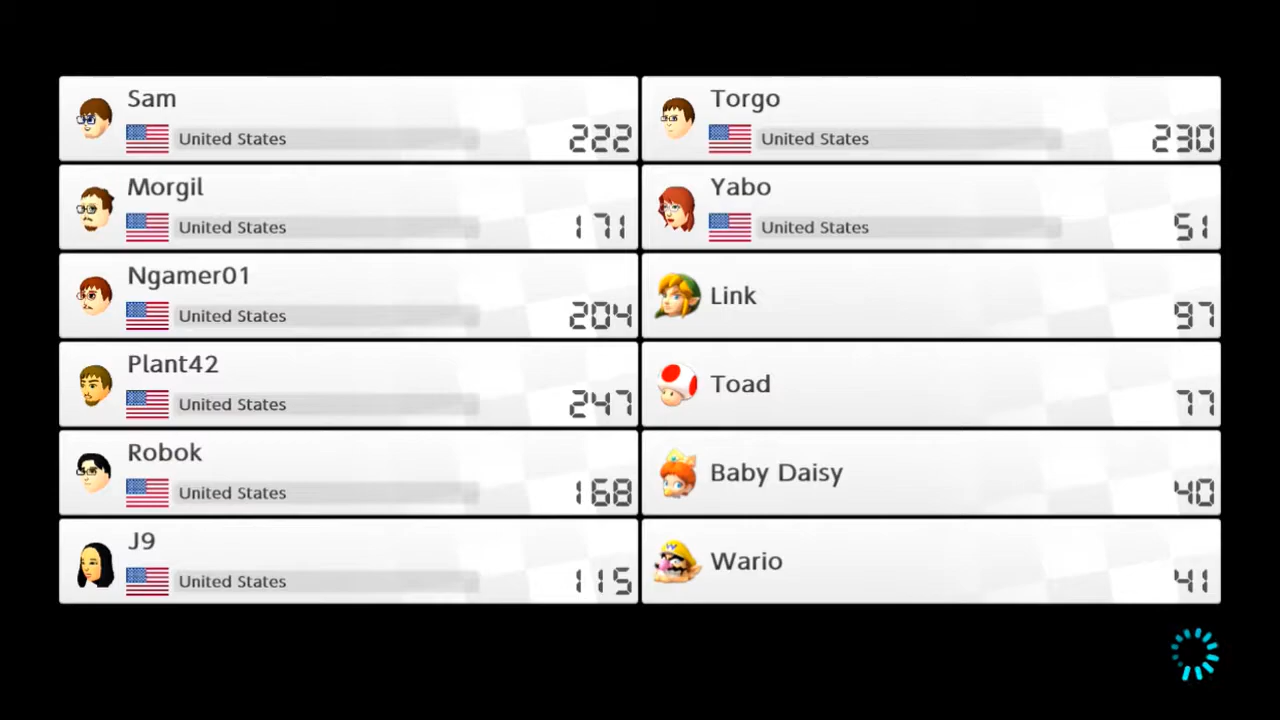 Sam
United States
222
Morgil
United States
171
Ngamer01
United States
204
Plant42
United States
247
Robok
United States
168
J9
United States
115
Torgo
United States
230
Yabo
United States
51
Link
97
Toad
77
Baby Daisy
40
Wario
41